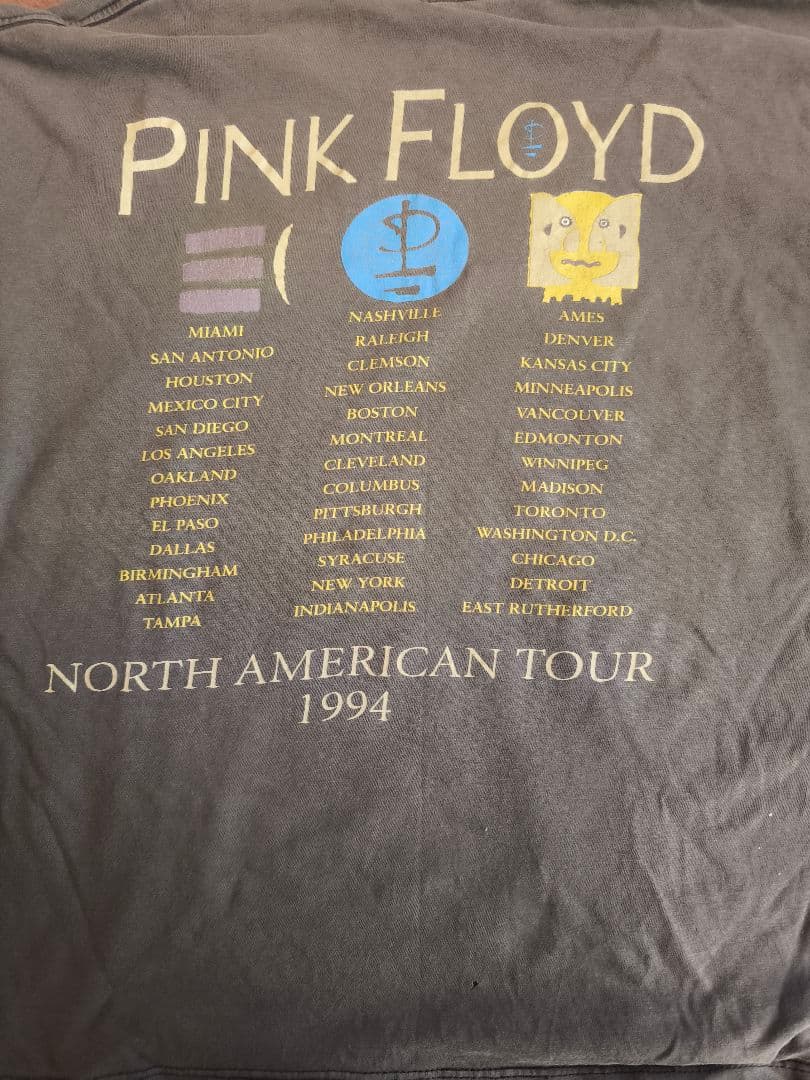 PINK FLOYD
MIAMI
SAN ANTONIO
HOUSTON
MEXICO CITY
SAN DIEGO
LOS ANGELES
OAKLAND
PHOENIX
EL PASO
DALLAS
BIRMINGHAM
ATLANTA
TAMPA
NASHVILLE
RALEIGH
CLEMSON
NEW ORLEANS
BOSTON
MONTREAL
CLEVELAND
COLUMBUS
PITTSBURGH
PHILADELPHIA
SYRACUSE
NEW YORK
INDIANAPOLIS
AMES
DENVER
KANSAS CITY
MINNEAPOLIS
VANCOUVER
EDMONTON
WINNIPEG
MADISON
TORONTO
WASHINGTON D.C.
CHICAGO
DETROIT
EAST RUTHERFORD
NORTH AMERICAN TOUR
1994